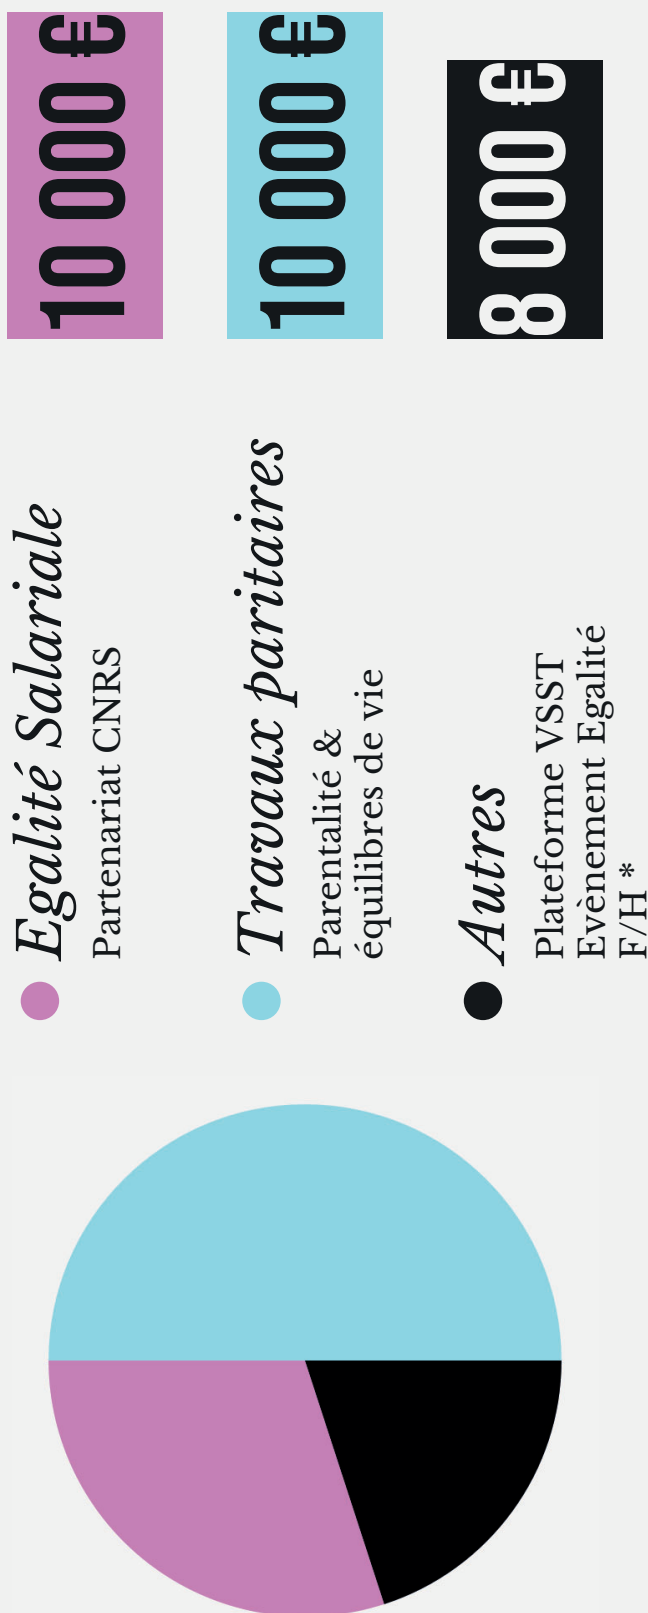 Egalité Salariale
Partenariat CNRS
10 000 €
Travaux paritaires
Parentalité &
équilibres de vie
10 000 €
Autres
Plateforme VSST
Evènement Egalité
F/H *
8 000 €